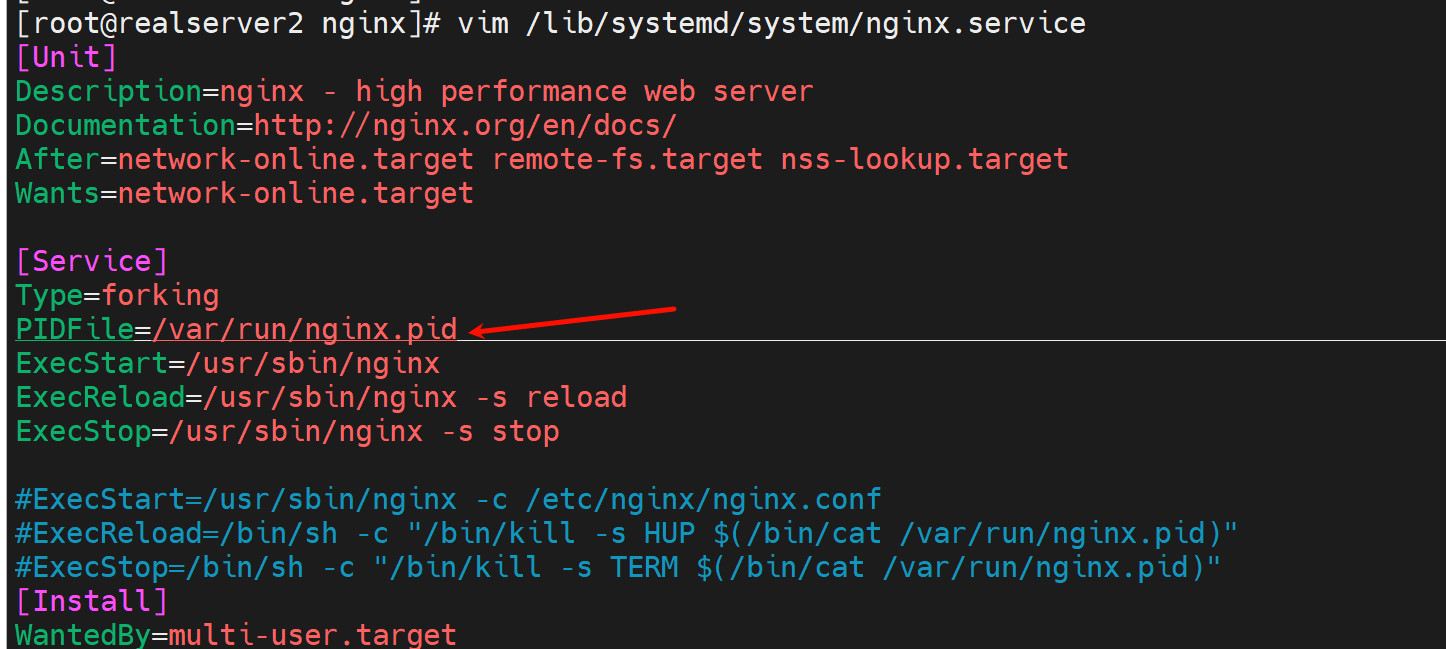 [root@realserver2 nginx]# vim /lib/systemd/system/nginx.service
[Unit]
Description=nginx - high performance web server
Documentation=http://nginx.org/en/docs/
After=network-online.target remote-fs.target nss-lookup.target
Wants=network-online.target
[Service]
Type=forking
PIDFile=/var/run/nginx.pid
ExecStart=/usr/sbin/nginx
ExecReload=/usr/sbin/nginx -s reload
ExecStop=/usr/sbin/nginx -s stop
#ExecStart=/usr/sbin/nginx -c /etc/nginx/nginx.conf
#ExecReload=/bin/sh -c "/bin/kill -s HUP $(/bin/cat /var/run/nginx.pid)"
#ExecStop=/bin/sh -c "/bin/kill -s TERM $(/bin/cat /var/run/nginx.pid)"
[Install]
WantedBy=multi-user.target